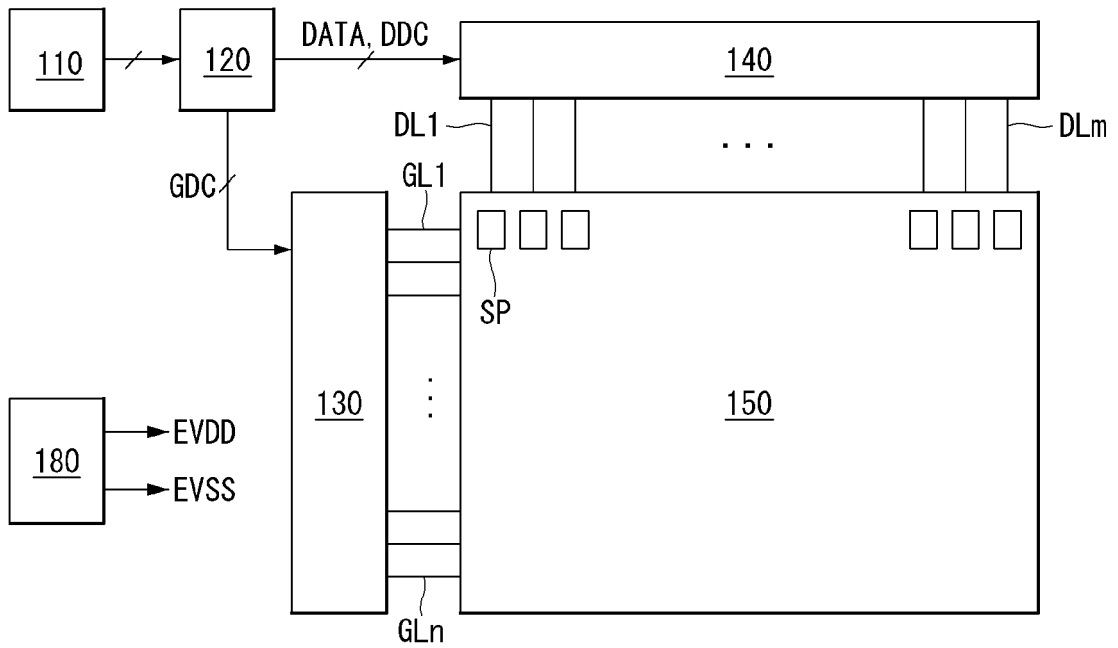 110
120
DATA, DDC
140
DL1
...
DLm
GDC
GL1
SP
130
150
180
EVDD
EVSS
GLn